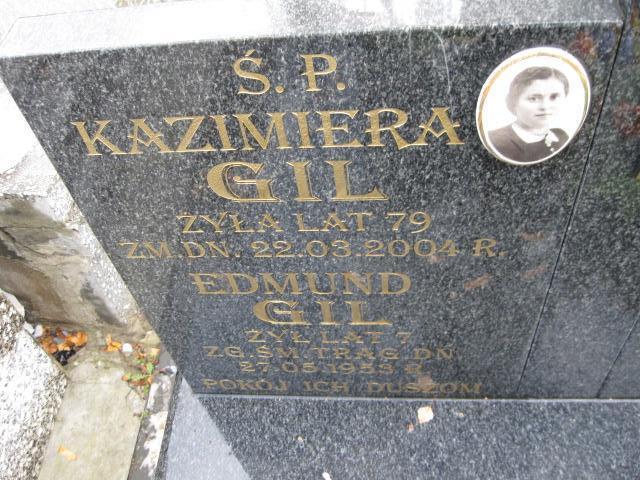 Ś. P.
KAZIMIERA
GIL
ŻYŁA LAT 79
ZM. DN. 22.03.2004 R.
EDMUND
GIL
ŻYŁ LAT 7
ZG. ŚM. TRAG. DN.
27.05.1953 R.
POKÓJ ICH DUSZOM